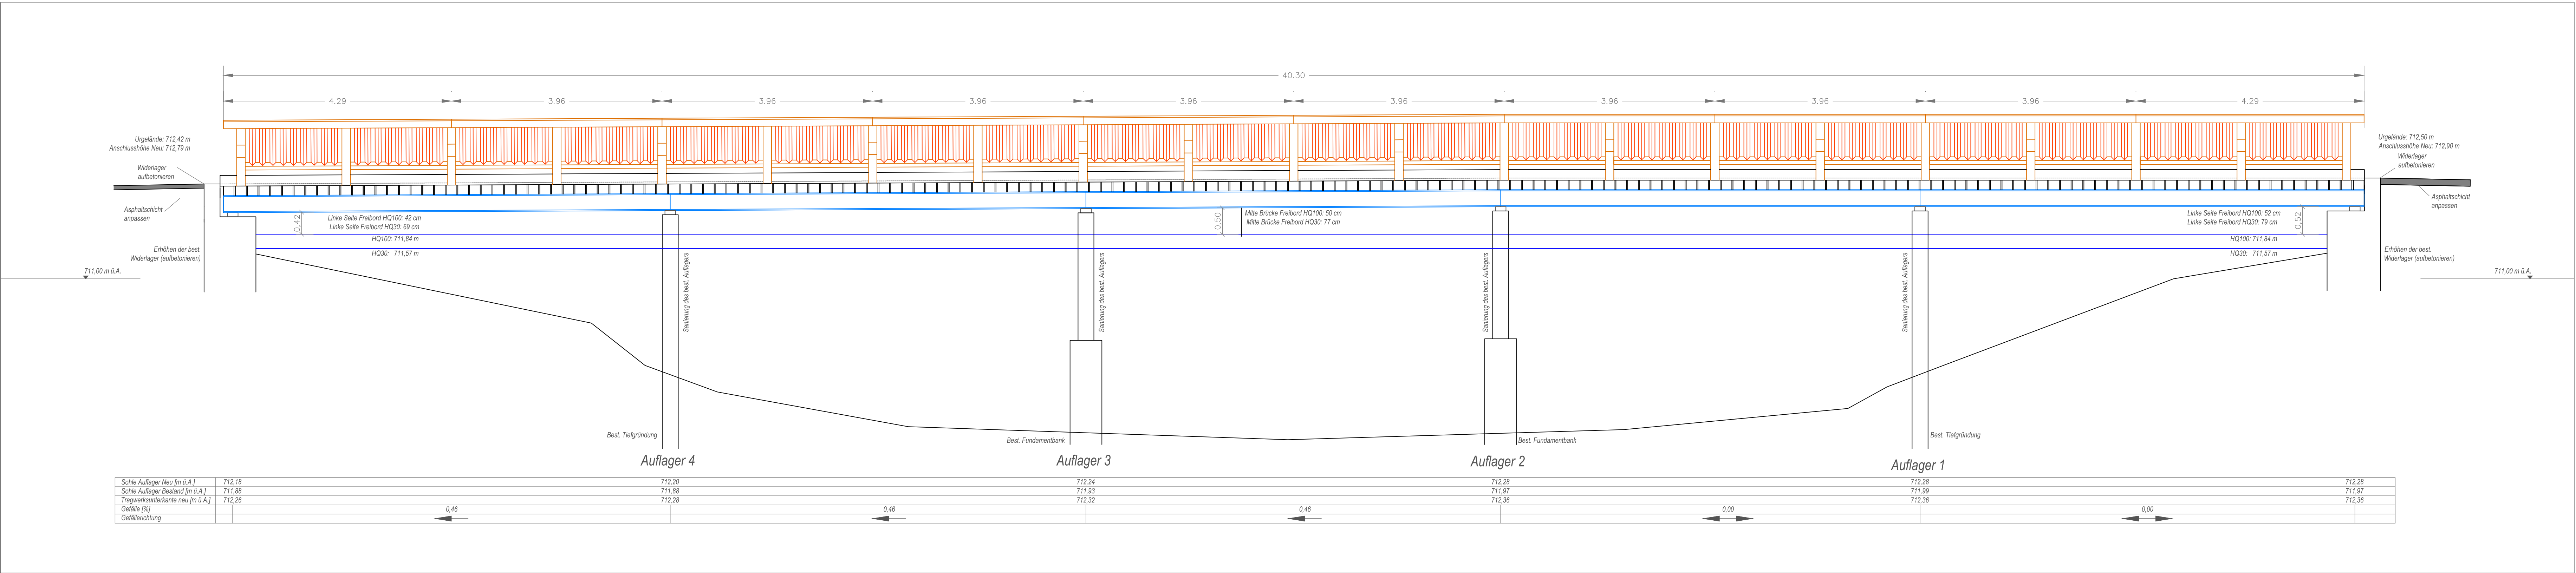 40.30
4.29 3.96 3.96 3.96 3.96 3.96 3.96 3.96 3.96 4.29
Urgelände: 712,42 m
Anschlusshöhe Neu: 712,79 m
Widerlager
aufbetonieren
Asphaltschicht
anpassen
Erhöhen der best.
Widerlager (aufbetonieren)
711,00 m ü.A.
0,42
Linke Seite Freibord HQ100: 42 cm
Linke Seite Freibord HQ30: 69 cm
HQ100: 711,84 m
HQ30: 711,57 m
0,50
Mitte Brücke Freibord HQ100: 50 cm
Mitte Brücke Freibord HQ30: 77 cm
Linke Seite Freibord HQ100: 52 cm
Linke Seite Freibord HQ30: 79 cm
0,52
HQ100: 711,84 m
HQ30: 711,57 m
Urgelände: 712,50 m
Anschlusshöhe Neu: 712,90 m
Widerlager
aufbetonieren
Asphaltschicht
anpassen
Erhöhen der best.
Widerlager (aufbetonieren)
711,00 m ü.A.
Sanierung des best. Auflagers
Sanierung des best. Auflagers
Sanierung des best. Auflagers
Sanierung des best. Auflagers
Best. Tiefgründung
Best. Fundamentbank
Best. Fundamentbank
Best. Tiefgründung
Auflager 4
Auflager 3
Auflager 2
Auflager 1
Sohle Auflager Neu [m ü.A.] 712,18 712,20 712,24 712,28 712,28 712,28
Sohle Auflager Bestand [m ü.A.] 711,88 711,88 711,93 711,97 711,99 711,97
Tragwerksunterkante neu [m ü.A.] 712,26 712,28 712,32 712,36 712,36 712,36
Gefälle [%] 0,46 0,46 0,46 0,00 0,00
Gefällerichtung